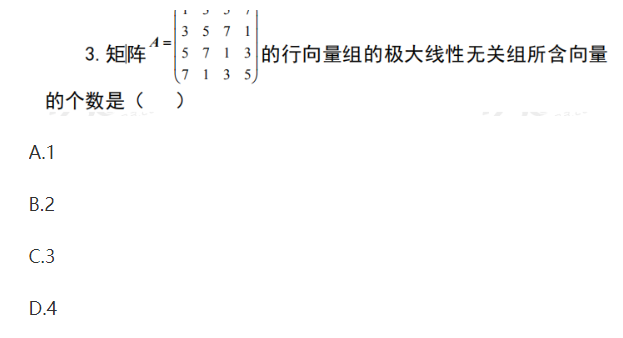 3. 矩阵 A = ( 3 5 7 1
5 7 1 3
7 1 3 5 ) 的行向量组的极大线性无关组所含向量
的个数是（ ）
A.1
B.2
C.3
D.4